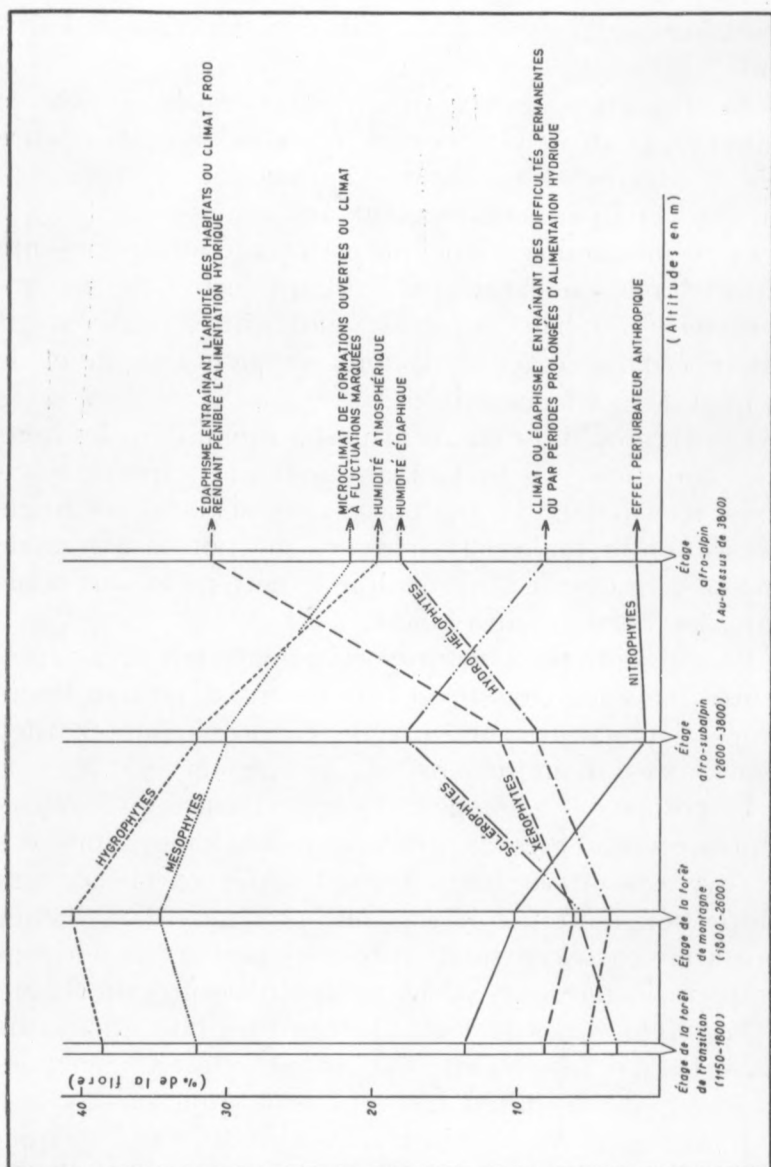 (% de la flore)
40
30
20
10
HYGROPHYTES
MÉSOPHYTES
SCLÉROPHYTES
XÉROPHYTES
HYDRO-HÉLOPHYTES
NITROPHYTES
ÉDAPHISME ENTRAÎNANT L'ARIDITÉ DES HABITATS OU CLIMAT FROID
RENDANT PÉNIBLE L'ALIMENTATION HYDRIQUE
MICROCLIMAT DE FORMATIONS OUVERTES OU CLIMAT
À FLUCTUATIONS MARQUÉES
HUMIDITÉ ATMOSPHÉRIQUE
HUMIDITÉ ÉDAPHIQUE
CLIMAT OU ÉDAPHISME ENTRAÎNANT DES DIFFICULTÉS PERMANENTES
OU PAR PÉRIODES PROLONGÉES D'ALIMENTATION HYDRIQUE
EFFET PERTURBATEUR ANTHROPIQUE
(Altitudes en m)
Étage de la forêt
de transition
(1150-1800)
Étage de la forêt
de montagne
(1800-2600)
Étage
afro-subalpin
(2600-3800)
Étage
afro-alpin
(Au-dessus de 3800)